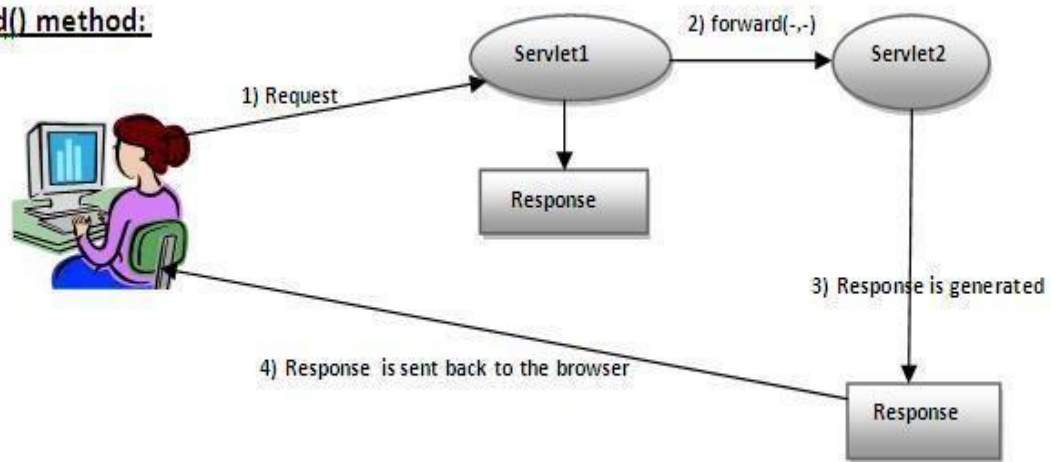 d() method:
2) forward(-,-)
Servlet1
Servlet2
1) Request
Response
3) Response is generated
4) Response is sent back to the browser
Response